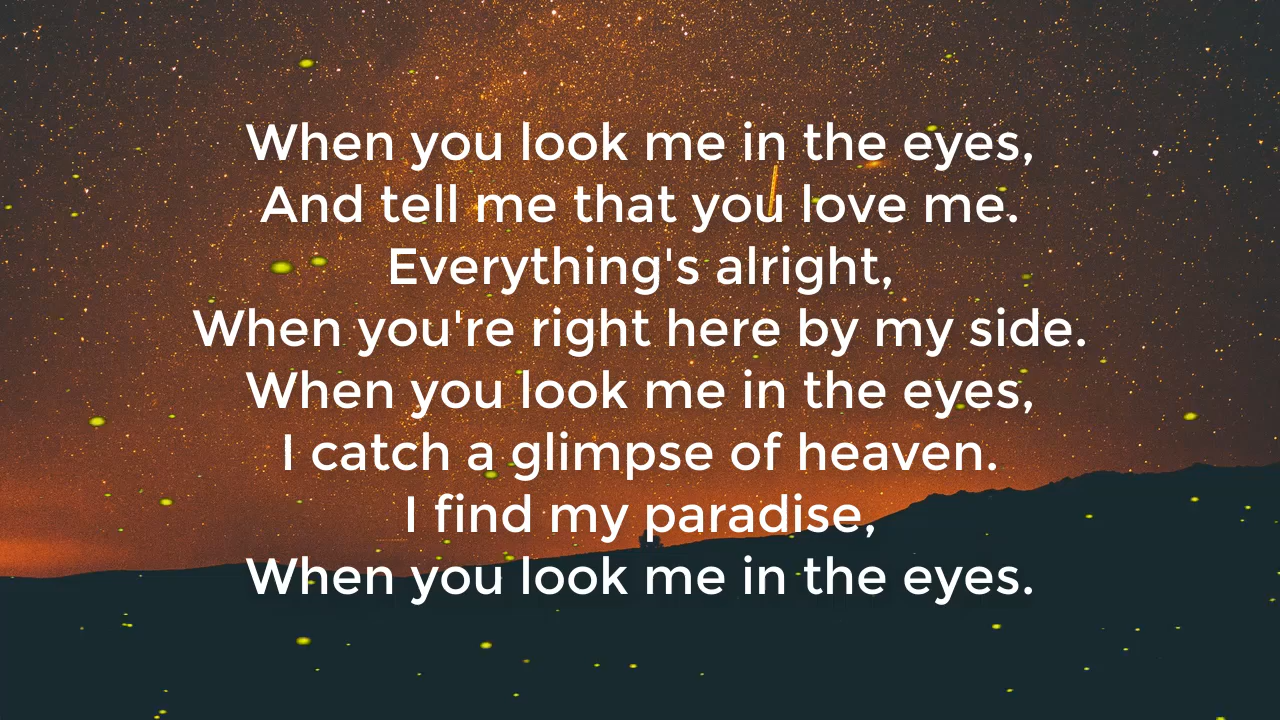 When you look me in the eyes,
And tell me that you love me.
Everything's alright,
When you're right here by my side.
When you look me in the eyes,
I catch a glimpse of heaven.
I find my paradise,
When you look me in the eyes.